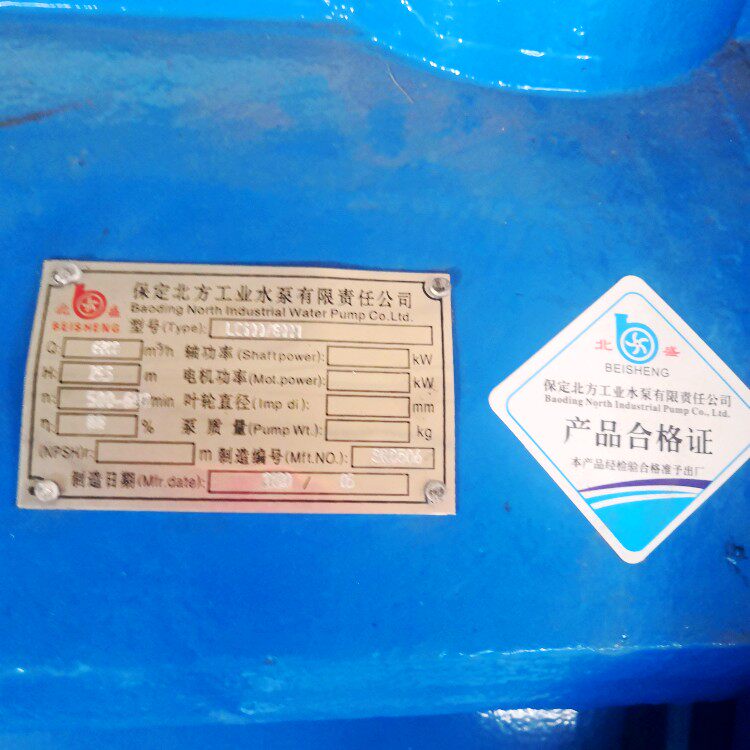 保定北方工业水泵有限责任公司
Baoding North Industrial Water Pump Co.Ltd.
北 盛
BEISHENG
型号(Type):
Q: m³/h 轴功率(Shaft power): kW
H: m 电机功率(Mot.power): kW
n: r/min 叶轮直径(Imp di): mm
η: % 泵质量(Pump Wt.): kg
(NPSH)r: m 制造编号(Mft.NO.):
制造日期(Mfr.date):
北 盛
BEISHENG
保定北方工业水泵有限责任公司
Baoding North Industrial Pump Co., Ltd.
产品合格证
本产品经检验合格准予出厂